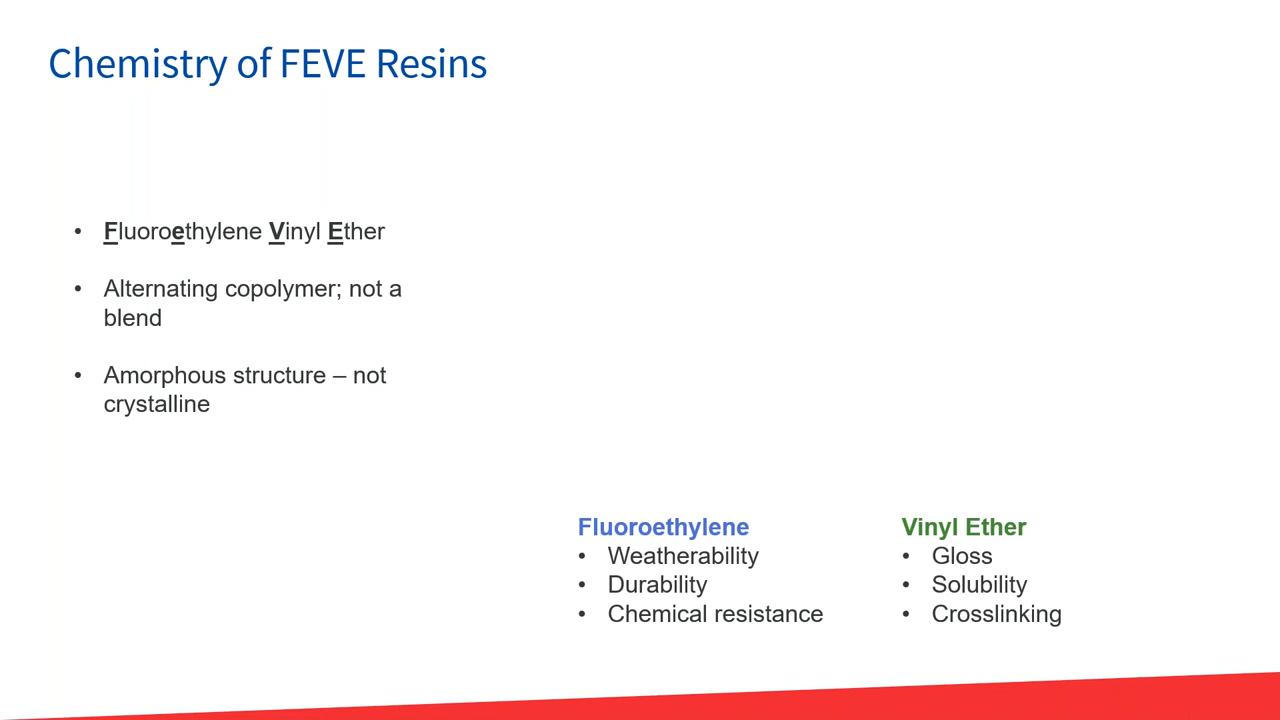 Chemistry of FEVE Resins
• Fluoroethylene Vinyl Ether
• Alternating copolymer; not a
blend
• Amorphous structure – not
crystalline
Fluoroethylene
• Weatherability
• Durability
• Chemical resistance
Vinyl Ether
• Gloss
• Solubility
• Crosslinking